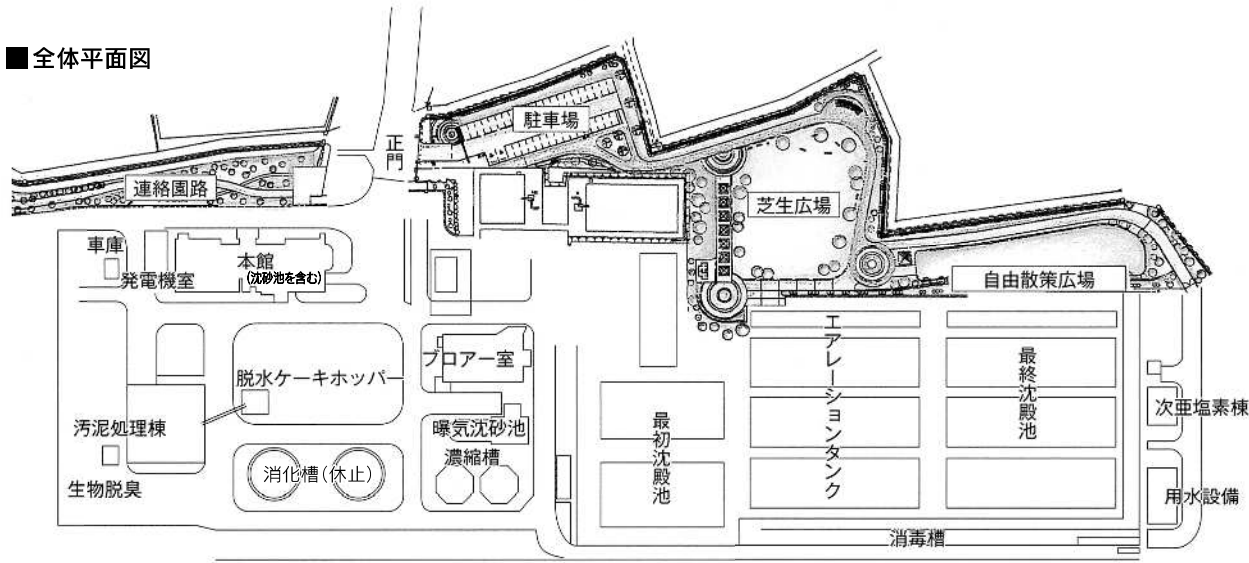 ■全体平面図
正門
駐車場
連絡園路
芝生広場
車庫
発電機室
本館
(沈砂池を含む)
自由散策広場
ブロアー室
脱水ケーキホッパー
エアレーションタンク
最終沈殿池
最初沈殿池
次亜塩素棟
汚泥処理棟
曝気沈砂池
濃縮槽
消化槽(休止)
生物脱臭
用水設備
消毒槽